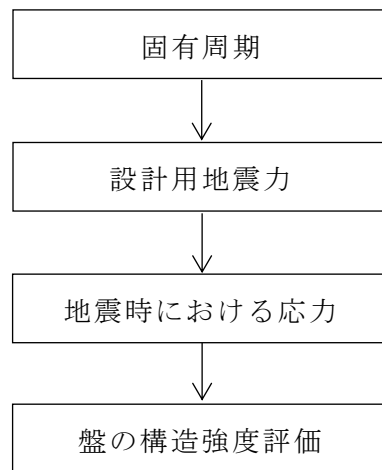 固有周期
設計用地震力
地震時における応力
盤の構造強度評価